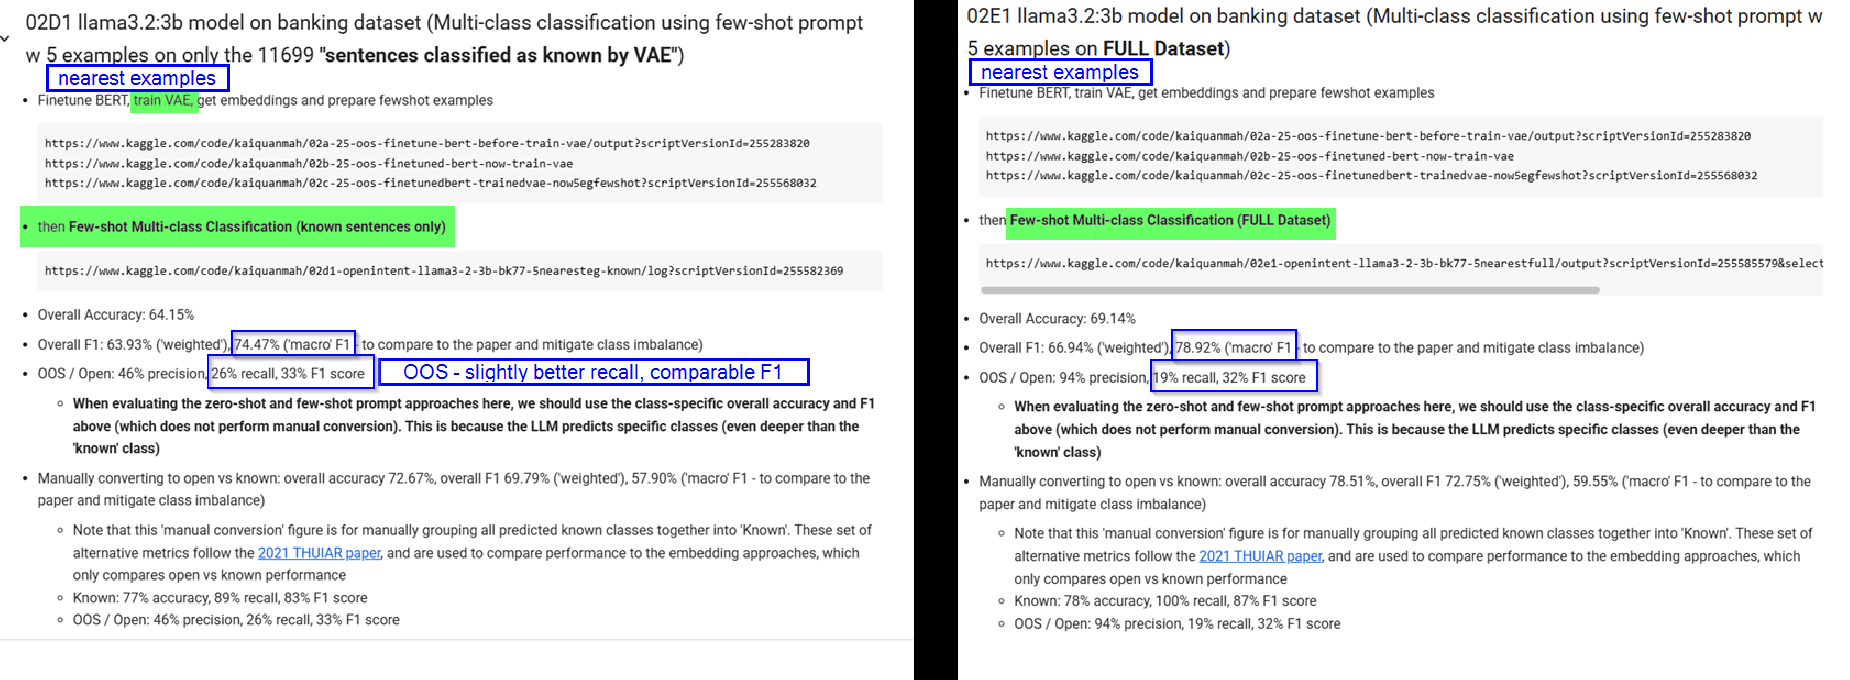 02D1 llama3.2:3b model on banking dataset (Multi-class classification using few-shot prompt
w 5 examples on only the 11699 "sentences classified as known by VAE")
nearest examples
• Finetune BERT, train VAE, get embeddings and prepare fewshot examples
https://www.kaggle.com/code/kaiquanmah/02a-25-oos-finetune-bert-before-train-vae/output?scriptVersionId=255283820
https://www.kaggle.com/code/kaiquanmah/02b-25-oos-finetuned-bert-now-train-vae
https://www.kaggle.com/code/kaiquanmah/02c-25-oos-finetunedbert-trainedvae-now5egfewshot?scriptVersionId=255568032
• then Few-shot Multi-class Classification (known sentences only)
https://www.kaggle.com/code/kaiquanmah/02d1-openintent-llama3-2-3b-bk77-5nearesteg-known/log?scriptVersionId=255582369
• Overall Accuracy: 64.15%
• Overall F1: 63.93% ('weighted'), 74.47% ('macro' F1 - to compare to the paper and mitigate class imbalance)
• OOS / Open: 46% precision, 26% recall, 33% F1 score
OOS - slightly better recall, comparable F1
◦ When evaluating the zero-shot and few-shot prompt approaches here, we should use the class-specific overall accuracy and F1
above (which does not perform manual conversion). This is because the LLM predicts specific classes (even deeper than the
'known' class)
• Manually converting to open vs known: overall accuracy 72.67%, overall F1 69.79% ('weighted'), 57.90% ('macro' F1 - to compare to the
paper and mitigate class imbalance)
◦ Note that this 'manual conversion' figure is for manually grouping all predicted known classes together into 'Known'. These set of
alternative metrics follow the 2021 THUIAR paper, and are used to compare performance to the embedding approaches, which
only compares open vs known performance
◦ Known: 77% accuracy, 89% recall, 83% F1 score
◦ OOS / Open: 46% precision, 26% recall, 33% F1 score
02E1 llama3.2:3b model on banking dataset (Multi-class classification using few-shot prompt w
5 examples on FULL Dataset)
nearest examples
• Finetune BERT, train VAE, get embeddings and prepare fewshot examples
https://www.kaggle.com/code/kaiquanmah/02a-25-oos-finetune-bert-before-train-vae/output?scriptVersionId=255283820
https://www.kaggle.com/code/kaiquanmah/02b-25-oos-finetuned-bert-now-train-vae
https://www.kaggle.com/code/kaiquanmah/02c-25-oos-finetunedbert-trainedvae-now5egfewshot?scriptVersionId=255568032
• then Few-shot Multi-class Classification (FULL Dataset)
https://www.kaggle.com/code/kaiquanmah/02e1-openintent-llama3-2-3b-bk77-5nearestfull/output?scriptVersionId=255585579&select
• Overall Accuracy: 69.14%
• Overall F1: 66.94% ('weighted'), 78.92% ('macro' F1 - to compare to the paper and mitigate class imbalance)
• OOS / Open: 94% precision, 19% recall, 32% F1 score
◦ When evaluating the zero-shot and few-shot prompt approaches here, we should use the class-specific overall accuracy and F1
above (which does not perform manual conversion). This is because the LLM predicts specific classes (even deeper than the
'known' class)
• Manually converting to open vs known: overall accuracy 78.51%, overall F1 72.75% ('weighted'), 59.55% ('macro' F1 - to compare to the
paper and mitigate class imbalance)
◦ Note that this 'manual conversion' figure is for manually grouping all predicted known classes together into 'Known'. These set of
alternative metrics follow the 2021 THUIAR paper, and are used to compare performance to the embedding approaches, which
only compares open vs known performance
◦ Known: 78% accuracy, 100% recall, 87% F1 score
◦ OOS / Open: 94% precision, 19% recall, 32% F1 score